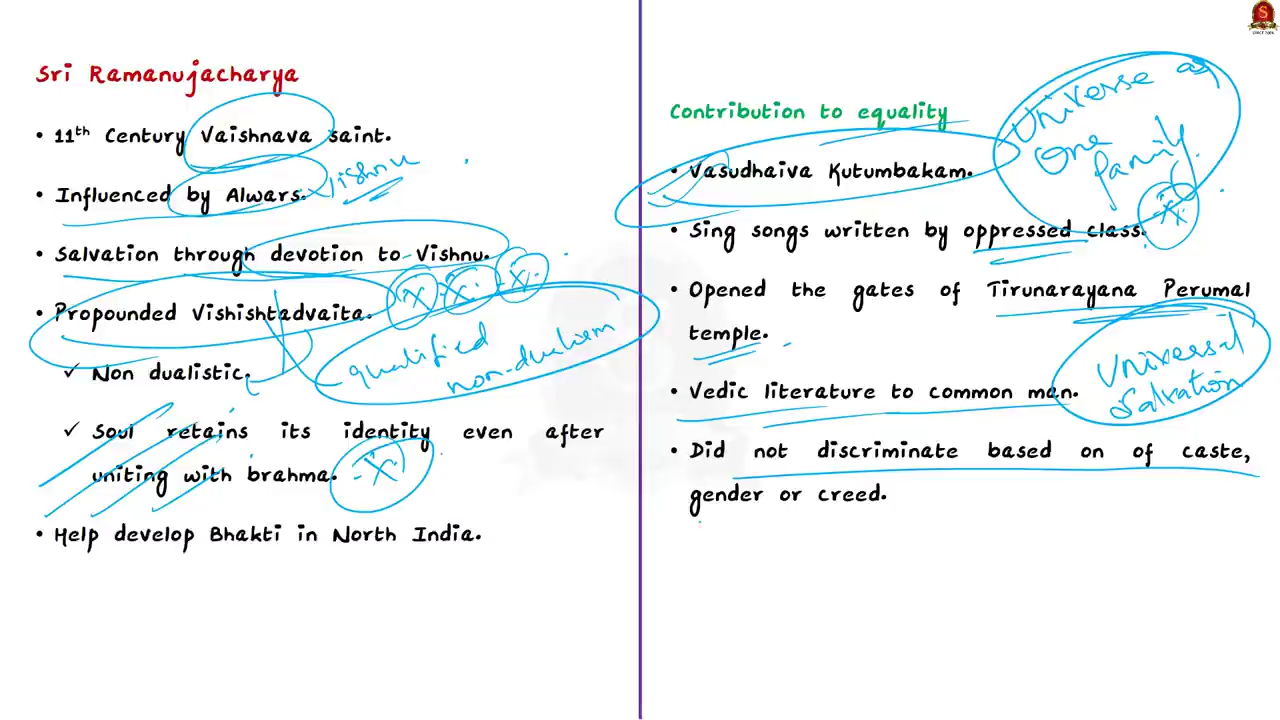 Sri Ramanujacharya
• 11th Century Vaishnava saint.
• Influenced by Alwars.
Vishnu
• Salvation through devotion to Vishnu.
• Propounded Vishishtadvaita.
qualified
non-dualism
✓ Non dualistic.
✓ Soul retains its identity even after
uniting with brahma.
• Help develop Bhakti in North India.
Contribution to equality
Universe as
One
family
• Vasudhaiva Kutumbakam.
• Sing songs written by oppressed class.
• Opened the gates of Tirunarayana Perumal
temple.
• Vedic literature to common man.
Universal
Salvation
• Did not discriminate based on of caste,
gender or creed.